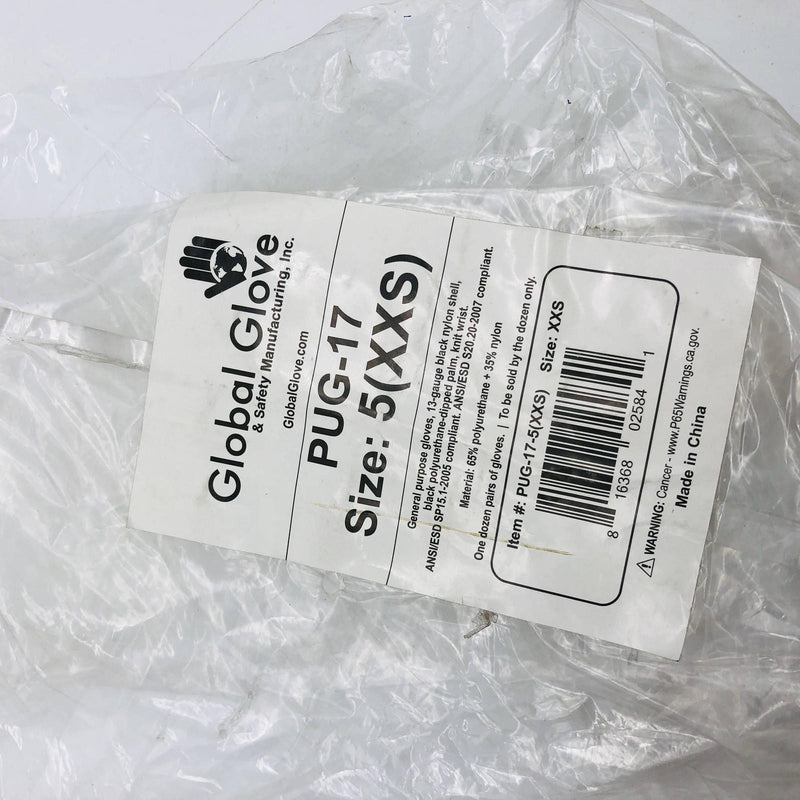 Global Glove
& Safety Manufacturing, Inc.
GlobalGlove.com
PUG-17
Size: 5(XXS)
General purpose gloves, 13-gauge black nylon shell,
black polyurethane-dipped palm, knit wrist.
ANSI/ESD SP15.1-2005 compliant. ANSI/ESD S20.20-2007 compliant.
Material: 65% polyurethane + 35% nylon
One dozen pairs of gloves. | To be sold by the dozen only.
Item #: PUG-17-5(XXS) Size: XXS
8 16368 02584 1
WARNING: Cancer - www.P65Warnings.ca.gov.
Made in China